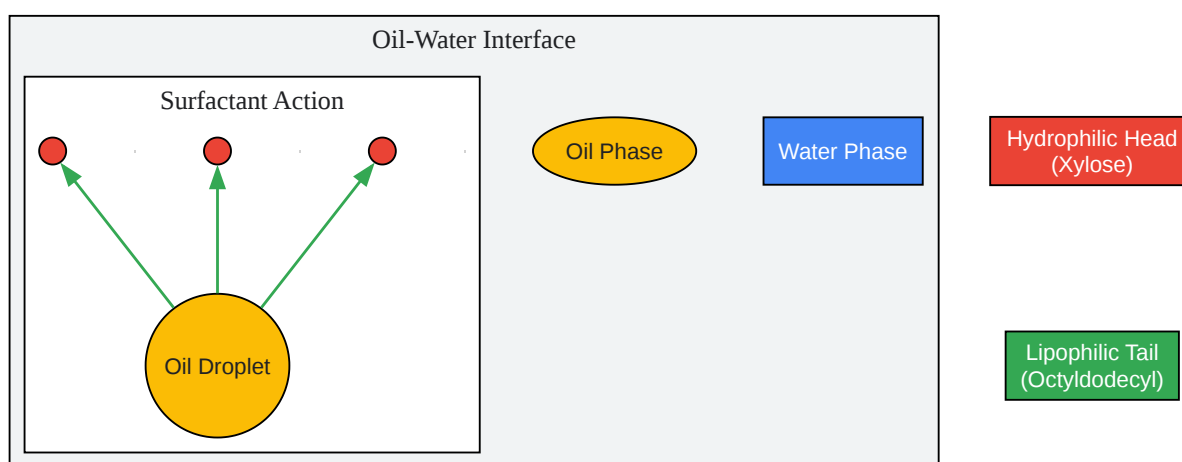 Oil-Water Interface
Surfactant Action
Oil Phase
Water Phase
Hydrophilic Head
(Xylose)
Oil Droplet
Lipophilic Tail
(Octyldodecyl)